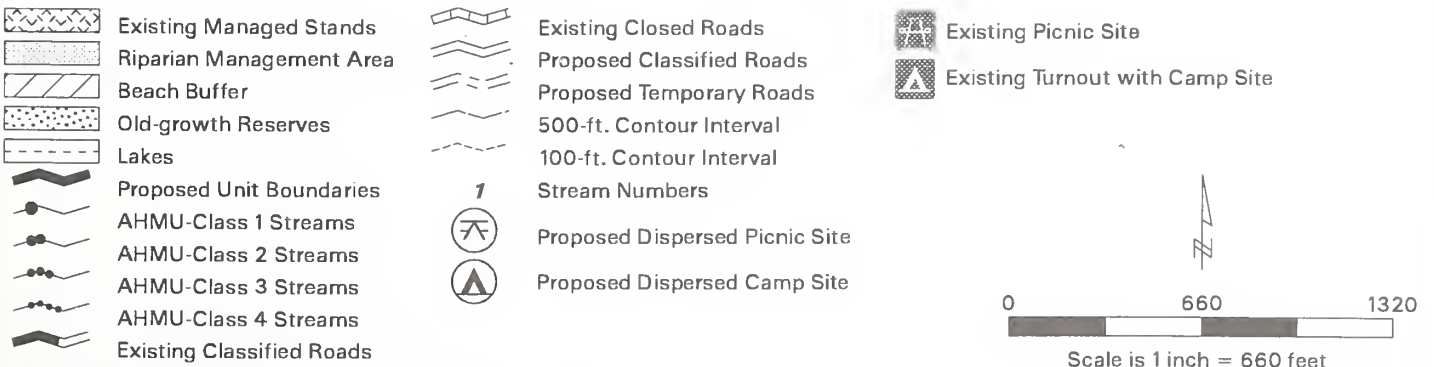 Existing Managed Stands
Riparian Management Area
Beach Buffer
Old-growth Reserves
Lakes
Proposed Unit Boundaries
AHMU-Class 1 Streams
AHMU-Class 2 Streams
AHMU-Class 3 Streams
AHMU-Class 4 Streams
Existing Classified Roads
Existing Closed Roads
Proposed Classified Roads
Proposed Temporary Roads
500-ft. Contour Interval
100-ft. Contour Interval
1 Stream Numbers
Proposed Dispersed Picnic Site
Proposed Dispersed Camp Site
Existing Picnic Site
Existing Turnout with Camp Site
N
0 660 1320
Scale is 1 inch = 660 feet